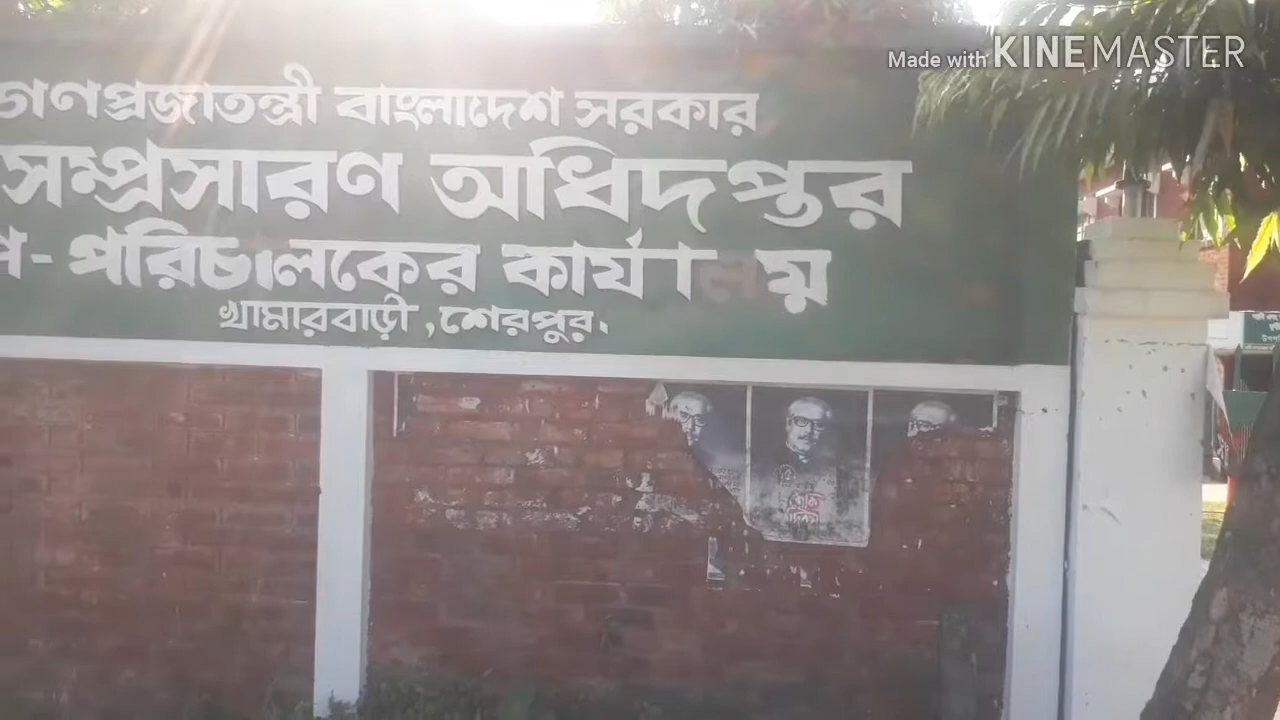 Made with KINEMASTER
গণপ্রজাতন্ত্রী বাংলাদেশ সরকার
সম্প্রসারণ অধিদপ্তর
প-পরিচালকের কার্যা য়
খামারবাড়ী ,শেরপুর.